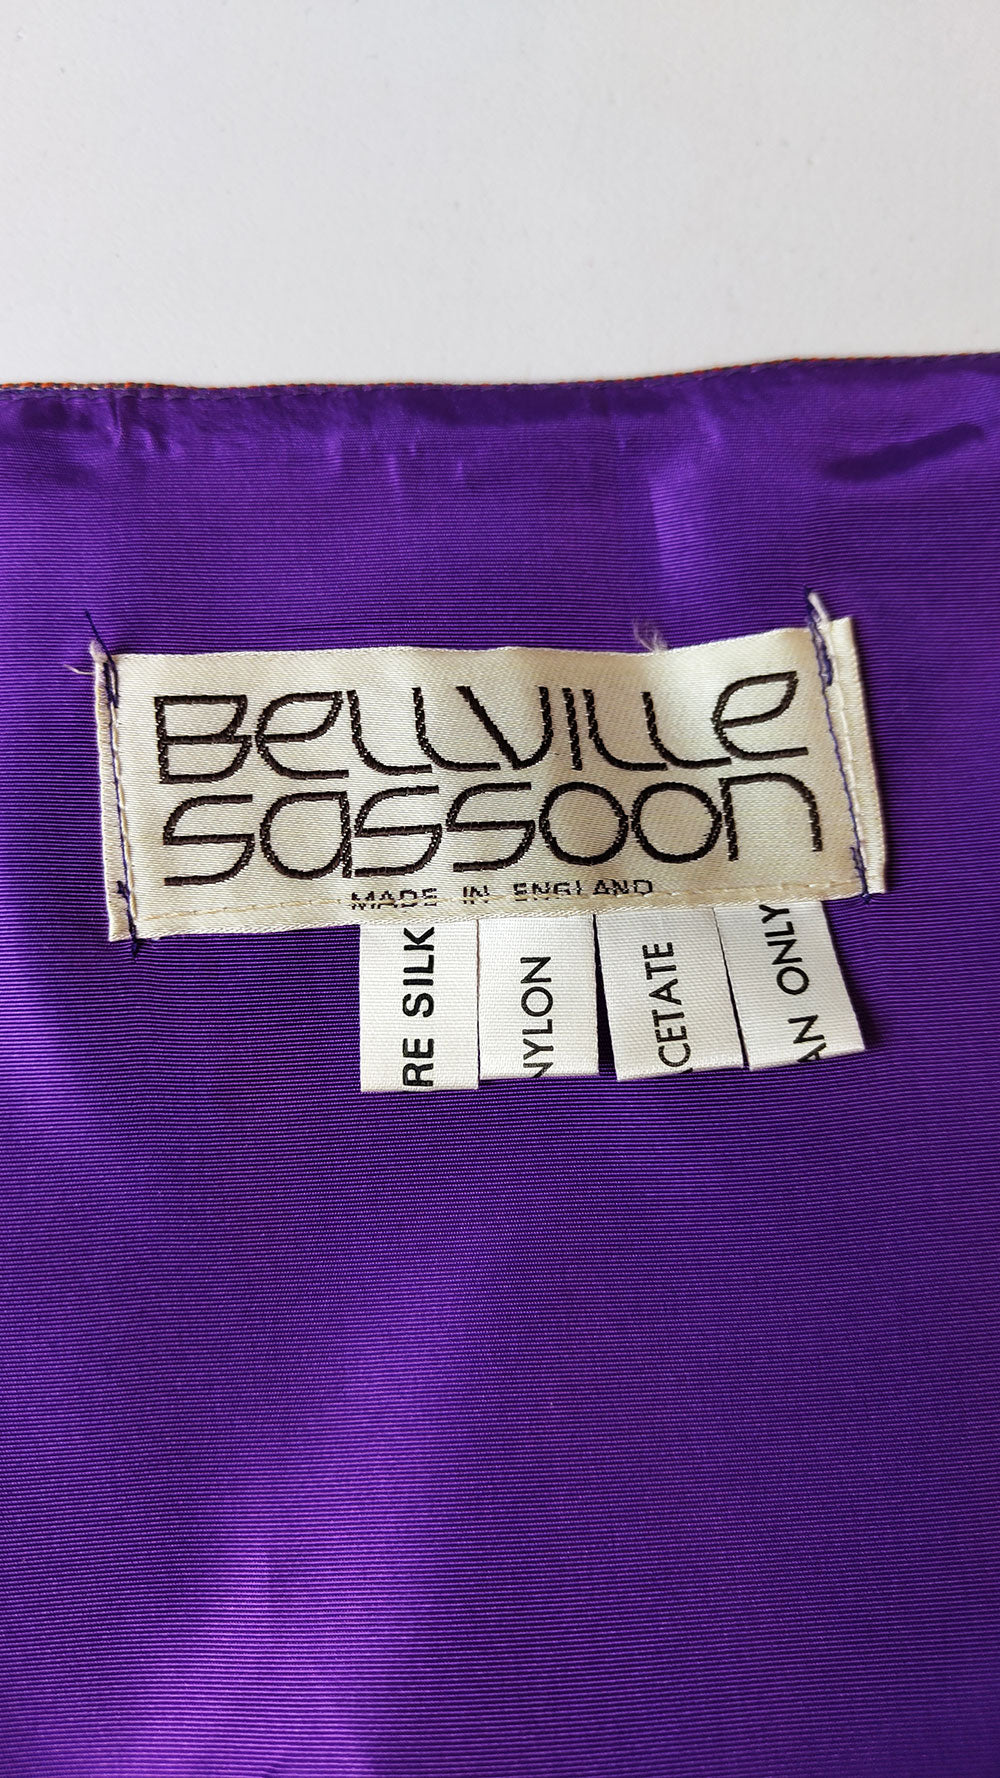 BELLVILLE
SASSOON
MADE IN ENGLAND
RE SILK
NYLON
CETATE
AN ONLY